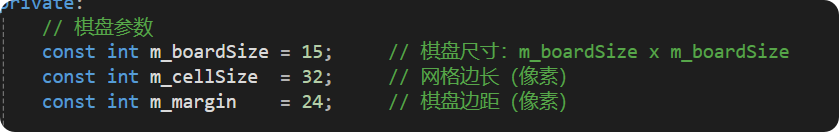 private:
// 棋盘参数
const int m_boardSize = 15; // 棋盘尺寸: m_boardSize x m_boardSize
const int m_cellSize = 32; // 网格边长 (像素)
const int m_margin = 24; // 棋盘边距 (像素)